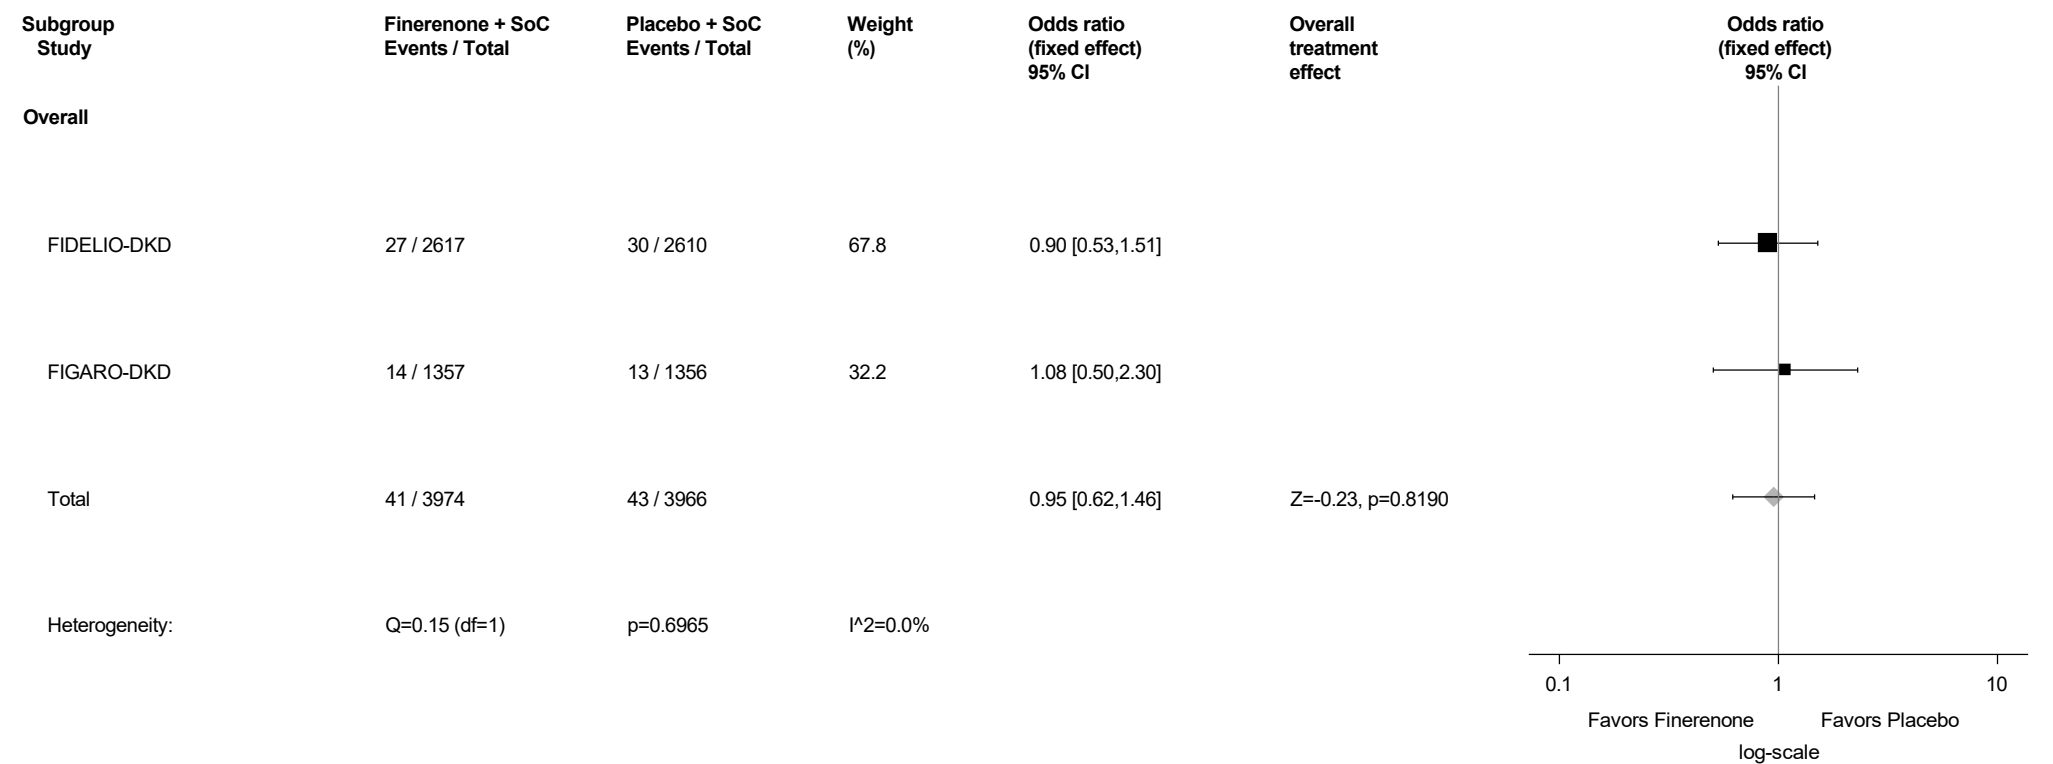 Subgroup Finerenone + SoC Placebo + SoC Weight Odds ratio Overall Odds ratio
Study Events / Total Events / Total (%) (fixed effect) treatment (fixed effect)
95% CI effect 95% CI
Overall
FIDELIO-DKD 27 / 2617 30 / 2610 67.8 0.90 [0.53,1.51]
FIGARO-DKD 14 / 1357 13 / 1356 32.2 1.08 [0.50,2.30]
Total 41 / 3974 43 / 3966 0.95 [0.62,1.46] Z=-0.23, p=0.8190
Heterogeneity: Q=0.15 (df=1) p=0.6965 I^2=0.0%
0.1 1 10
Favors Finerenone Favors Placebo
log-scale